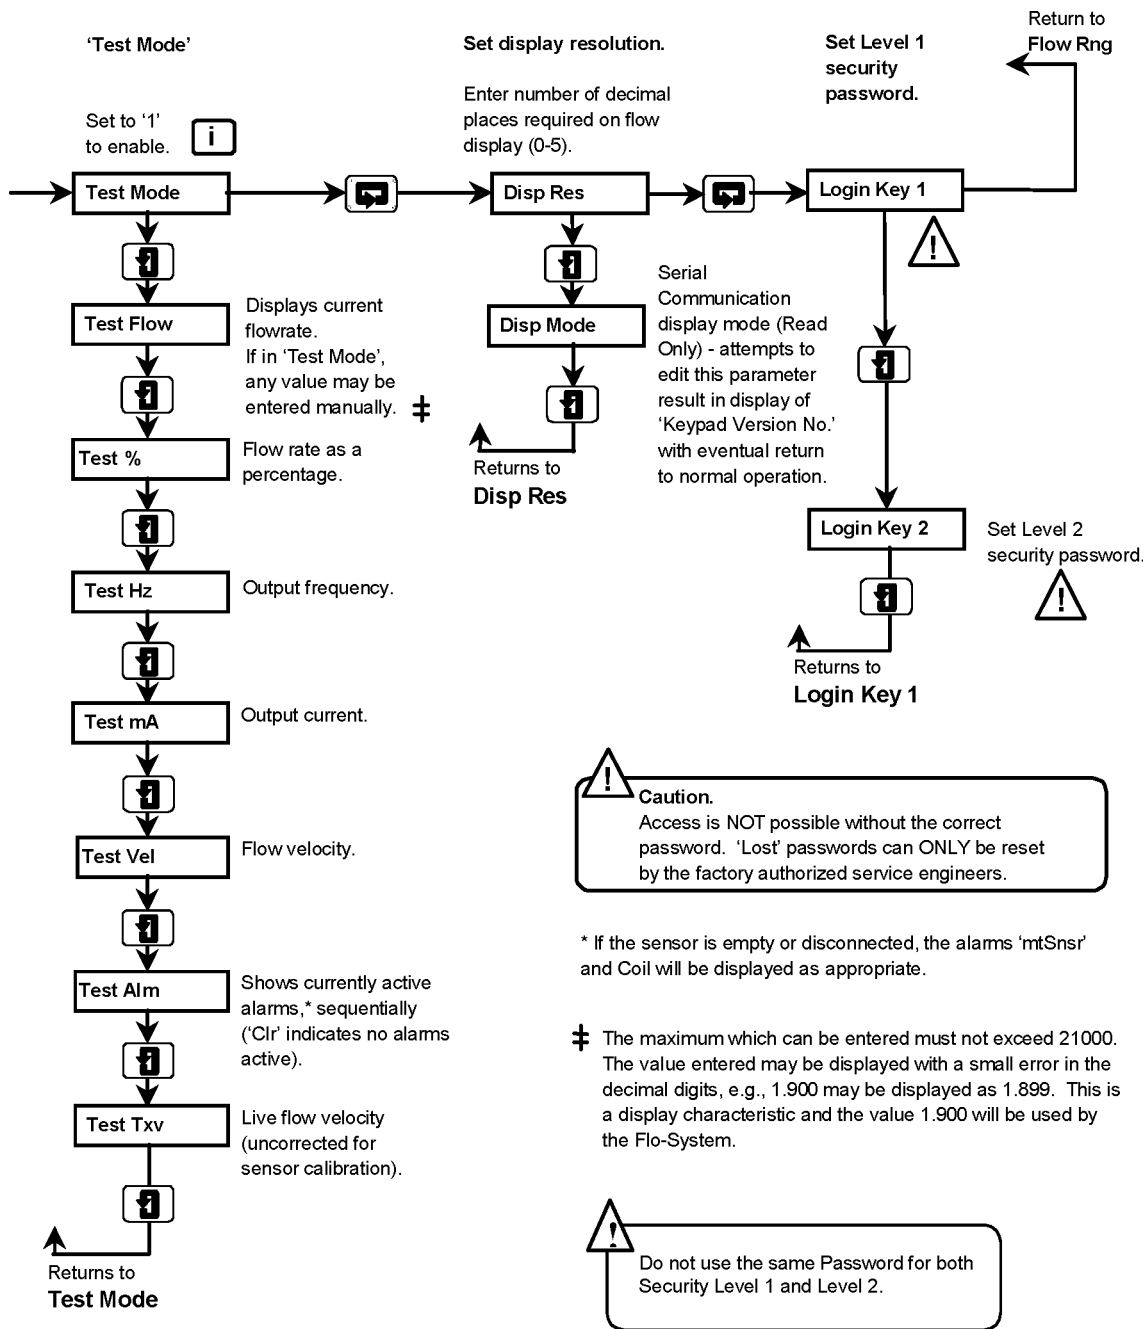 'Test Mode'
Set to '1'
to enable.
i
Test Mode
Test Flow
Displays current
flowrate.
If in 'Test Mode',
any value may be
entered manually. ‡
Test %
Flow rate as a
percentage.
Test Hz
Output frequency.
Test mA
Output current.
Test Vel
Flow velocity.
Test Alm
Shows currently active
alarms,* sequentially
('Clr' indicates no alarms
active).
Test Txv
Live flow velocity
(uncorrected for
sensor calibration).
Returns to
Test Mode
Set display resolution.
Enter number of decimal
places required on flow
display (0-5).
Disp Res
Disp Mode
Serial
Communication
display mode (Read
Only) - attempts to
edit this parameter
result in display of
'Keypad Version No.'
with eventual return
to normal operation.
Returns to
Disp Res
Set Level 1
security
password.
Return to
Flow Rng
Login Key 1
!
Login Key 2
Set Level 2
security password.
!
Returns to
Login Key 1
!
Caution.
Access is NOT possible without the correct
password. 'Lost' passwords can ONLY be reset
by the factory authorized service engineers.
* If the sensor is empty or disconnected, the alarms 'mtSnsr'
and Coil will be displayed as appropriate.
‡ The maximum which can be entered must not exceed 21000.
The value entered may be displayed with a small error in the
decimal digits, e.g., 1.900 may be displayed as 1.899. This is
a display characteristic and the value 1.900 will be used by
the Flo-System.
!
Do not use the same Password for both
Security Level 1 and Level 2.